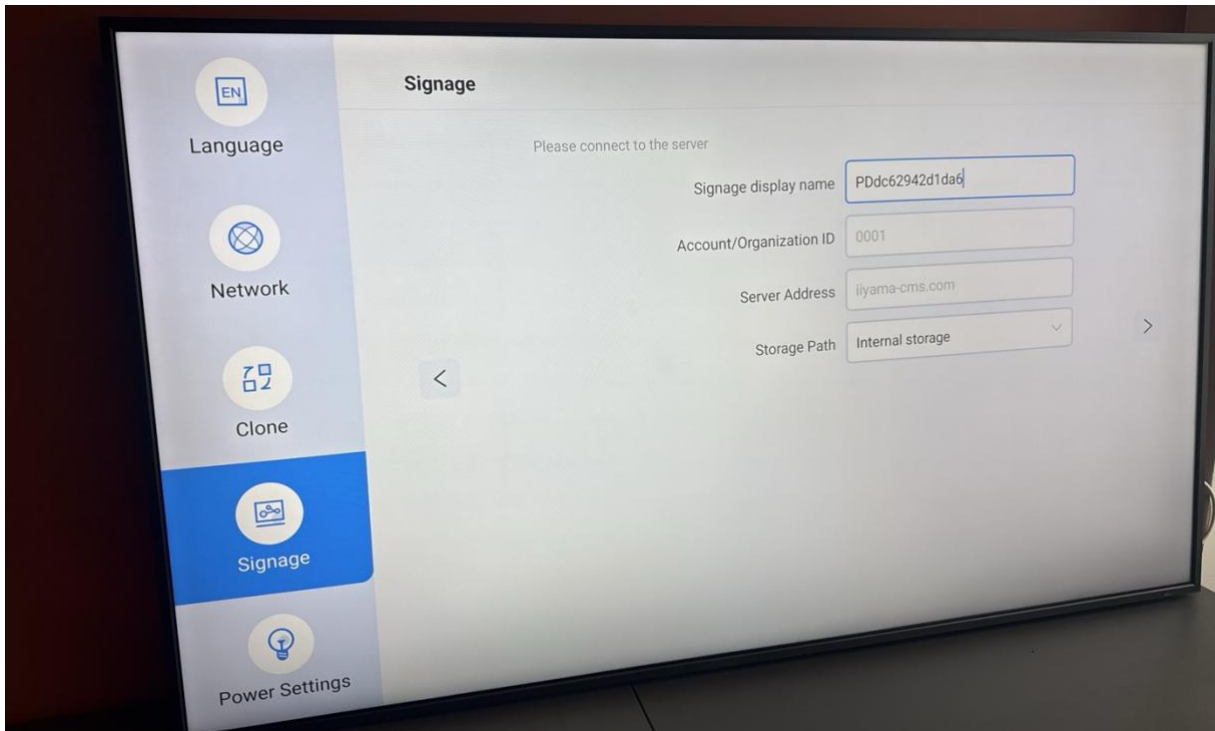 EN
Language
Network
Clone
Signage
Power Settings
Signage
Please connect to the server
Signage display name
PDdc62942d1da6
Account/Organization ID
0001
Server Address
iiyama-cms.com
Storage Path
Internal storage